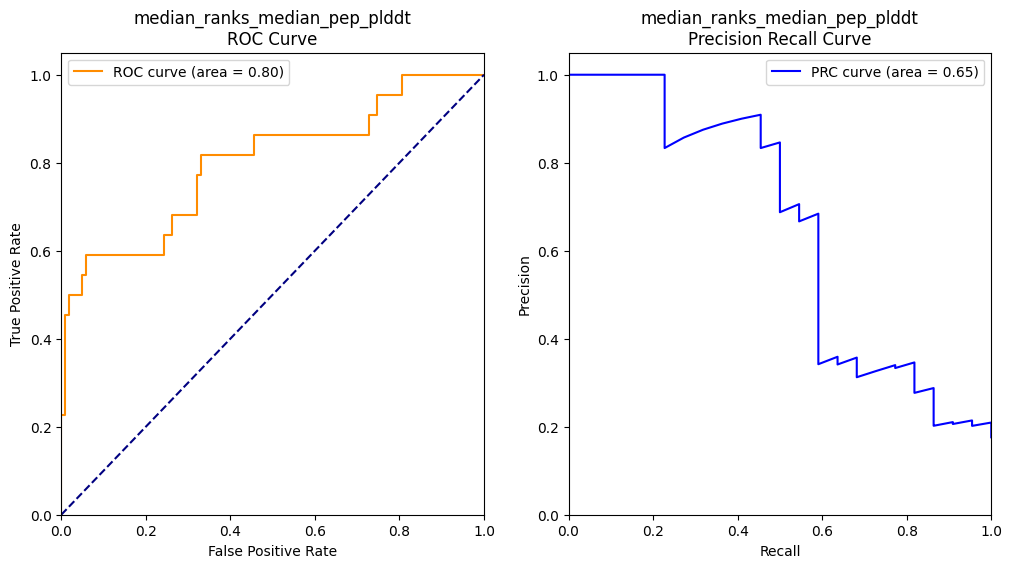 median_ranks_median_pep_plddt
ROC Curve
ROC curve (area = 0.80)
1.0
0.8
0.6
0.4
0.2
0.0
True Positive Rate
0.0 0.2 0.4 0.6 0.8 1.0
False Positive Rate
median_ranks_median_pep_plddt
Precision Recall Curve
PRC curve (area = 0.65)
1.0
0.8
0.6
0.4
0.2
0.0
Precision
0.0 0.2 0.4 0.6 0.8 1.0
Recall